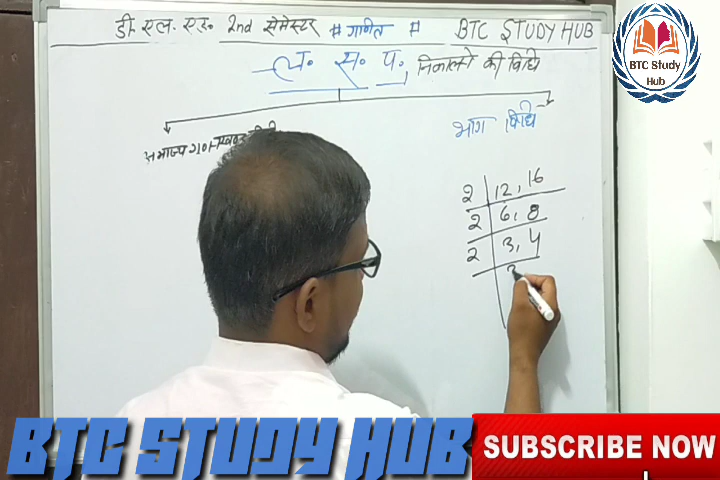 डी. एल. एड. 2nd सेमेस्टर # गणित # BTC STUDY HUB
ल. स. प. निकालने की विधि
भाग विधि
2 | 12, 16
2 | 6, 8
2 | 3, 4
3
BTC Study
Hub
BTC STUDY HUB
SUBSCRIBE NOW